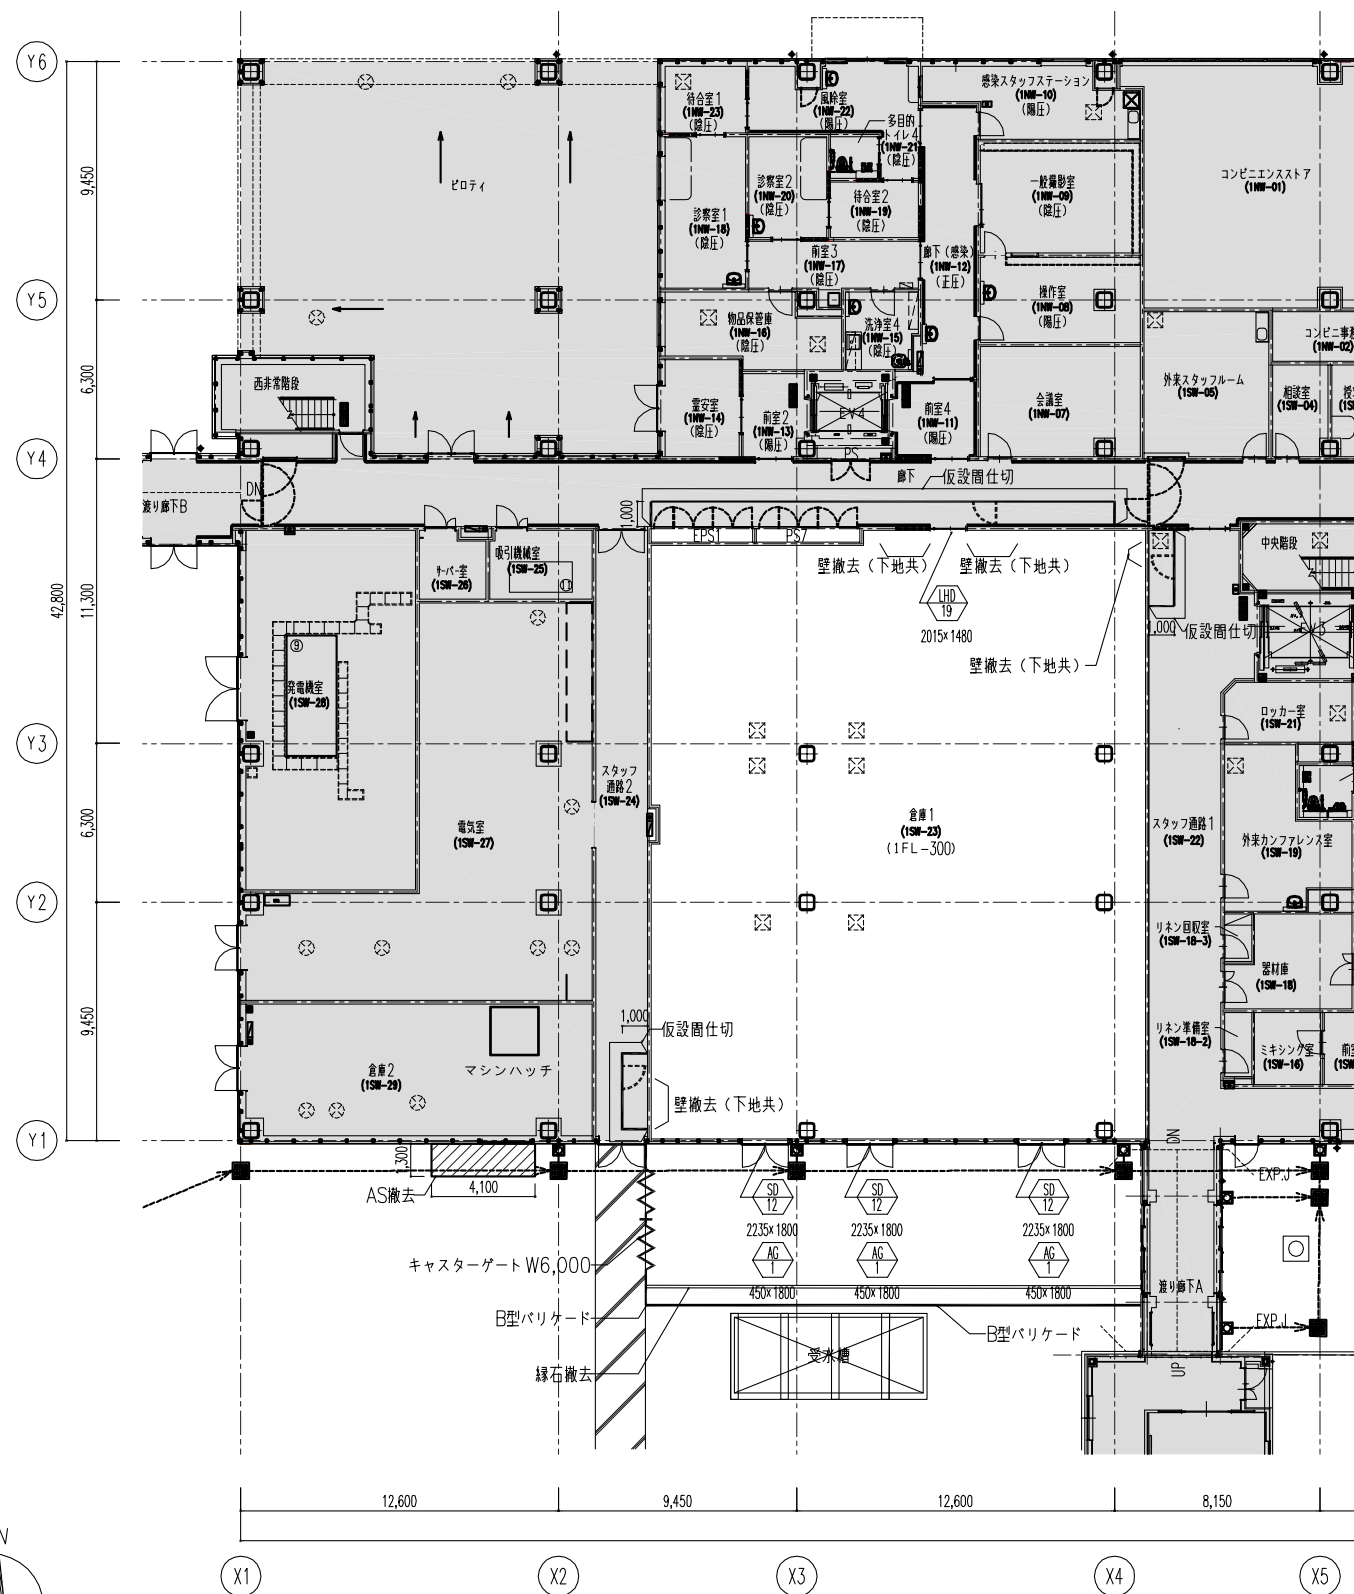 Y6
待合室1
(1NW-23)
(陰圧)
風除室
(1NW-22)
(陽圧)
多目的
トイレ4
(1NW-21)
(陰圧)
感染スタッフステーション
(1NW-10)
(陽圧)
コンビニエンスストア
(1NW-01)
9,450
ピロティ
診察室2
(1NW-20)
(陰圧)
待合室2
(1NW-19)
(陰圧)
一般撮影室
(1NW-09)
(陰圧)
診察室1
(1NW-18)
(陰圧)
前室3
(1NW-17)
(陰圧)
廊下(感染)
(1NW-12)
(正圧)
Y5
操作室
(1NW-08)
(陽圧)
物品保管庫
(1NW-16)
(陰圧)
洗浄室4
(1NW-15)
(陰圧)
コンビニ事務
(1NW-02)
6,300
西非常階段
霊安室
(1NW-14)
(陰圧)
前室2
(1NW-13)
(陽圧)
EV4
前室4
(1NW-11)
(陽圧)
会議室
(1NW-07)
外来スタッフルーム
(1SW-05)
相談室
(1SW-04)
授
(1S
Y4
PS
廊下
仮設間仕切
DN
渡り廊下B
1,000
EPS1
PS7
サーバー室
(1SW-26)
吸引機械室
(1SW-25)
壁撤去(下地共)
壁撤去(下地共)
中央階段
42,800
11,300
LHD
19
2015×1480
1,000
仮設間仕切
EV3
壁撤去(下地共)
⑨
発電機室
(1SW-28)
ロッカー室
(1SW-21)
Y3
スタッフ
通路2
(1SW-24)
6,300
電気室
(1SW-27)
倉庫1
(1SW-23)
(1FL-300)
スタッフ通路1
(1SW-22)
外来カンファレンス室
(1SW-19)
Y2
リネン回収室
(1SW-18-3)
器材庫
(1SW-18)
9,450
1,000
仮設間仕切
リネン準備室
(1SW-18-2)
ミキシング室
(1SW-16)
前室
(1SW
倉庫2
(1SW-29)
マシンハッチ
壁撤去(下地共)
Y1
DN
1,300
4,100
AS撤去
EXP.J
SD
12
2235×1800
SD
12
2235×1800
SD
12
2235×1800
AG
1
450×1800
AG
1
450×1800
AG
1
450×1800
キャスターゲート W6,000
渡り廊下A
B型バリケード
EXP.J
B型バリケード
受水槽
縁石撤去
UP
12,600
9,450
12,600
8,150
N
X1
X2
X3
X4
X5